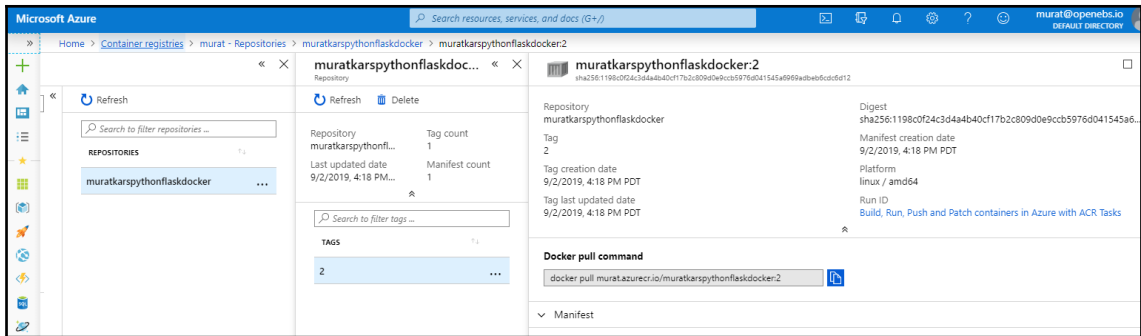 Microsoft Azure
Search resources, services, and docs (G+/)
murat@openebs.io
DEFAULT DIRECTORY
Home > Container registries > murat - Repositories > muratkarspythonflaskdocker > muratkarspythonflaskdocker:2
Refresh
Search to filter repositories ...
REPOSITORIES
muratkarspythonflaskdocker
muratkarspythonflaskdoc...
Repository
Refresh
Delete
Repository
muratkarspythonfl...
Tag count
1
Last updated date
9/2/2019, 4:18 PM...
Manifest count
1
Search to filter tags ...
TAGS
2
muratkarspythonflaskdocker:2
sha256:1198c0f24c3d4a4b40cf17b2c809d0e9ccb5976d041545a6969adbeb6cdc6d12
Repository
muratkarspythonflaskdocker
Tag
2
Tag creation date
9/2/2019, 4:18 PM PDT
Tag last updated date
9/2/2019, 4:18 PM PDT
Digest
sha256:1198c0f24c3d4a4b40cf17b2c809d0e9ccb5976d041545a6...
Manifest creation date
9/2/2019, 4:18 PM PDT
Platform
linux / amd64
Run ID
Build, Run, Push and Patch containers in Azure with ACR Tasks
Docker pull command
docker pull murat.azurecr.io/muratkarspythonflaskdocker:2
Manifest